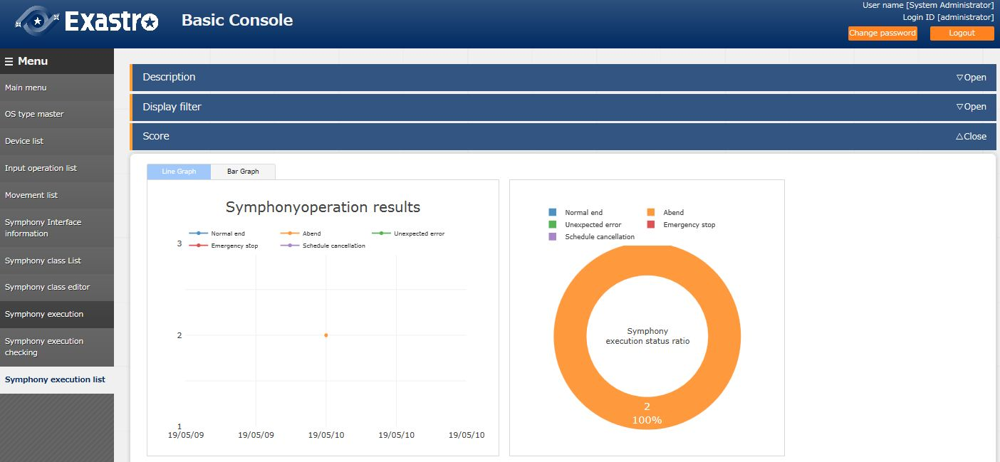 Exastro
Basic Console
User name [System Administrator]
Login ID [administrator]
Change password
Logout
☰ Menu
Main menu
OS type master
Device list
Input operation list
Movement list
Symphony Interface
information
Symphony class List
Symphony class editor
Symphony execution
Symphony execution
checking
Symphony execution list
Description
▽Open
Display filter
▽Open
Score
△Close
Line Graph
Bar Graph
Symphonyoperation results
Normal end
Abend
Unexpected error
Emergency stop
Schedule cancellation
3
2
1
19/05/09
19/05/09
19/05/10
19/05/10
19/05/10
Normal end
Abend
Unexpected error
Emergency stop
Schedule cancellation
Symphony
execution status ratio
2
100%